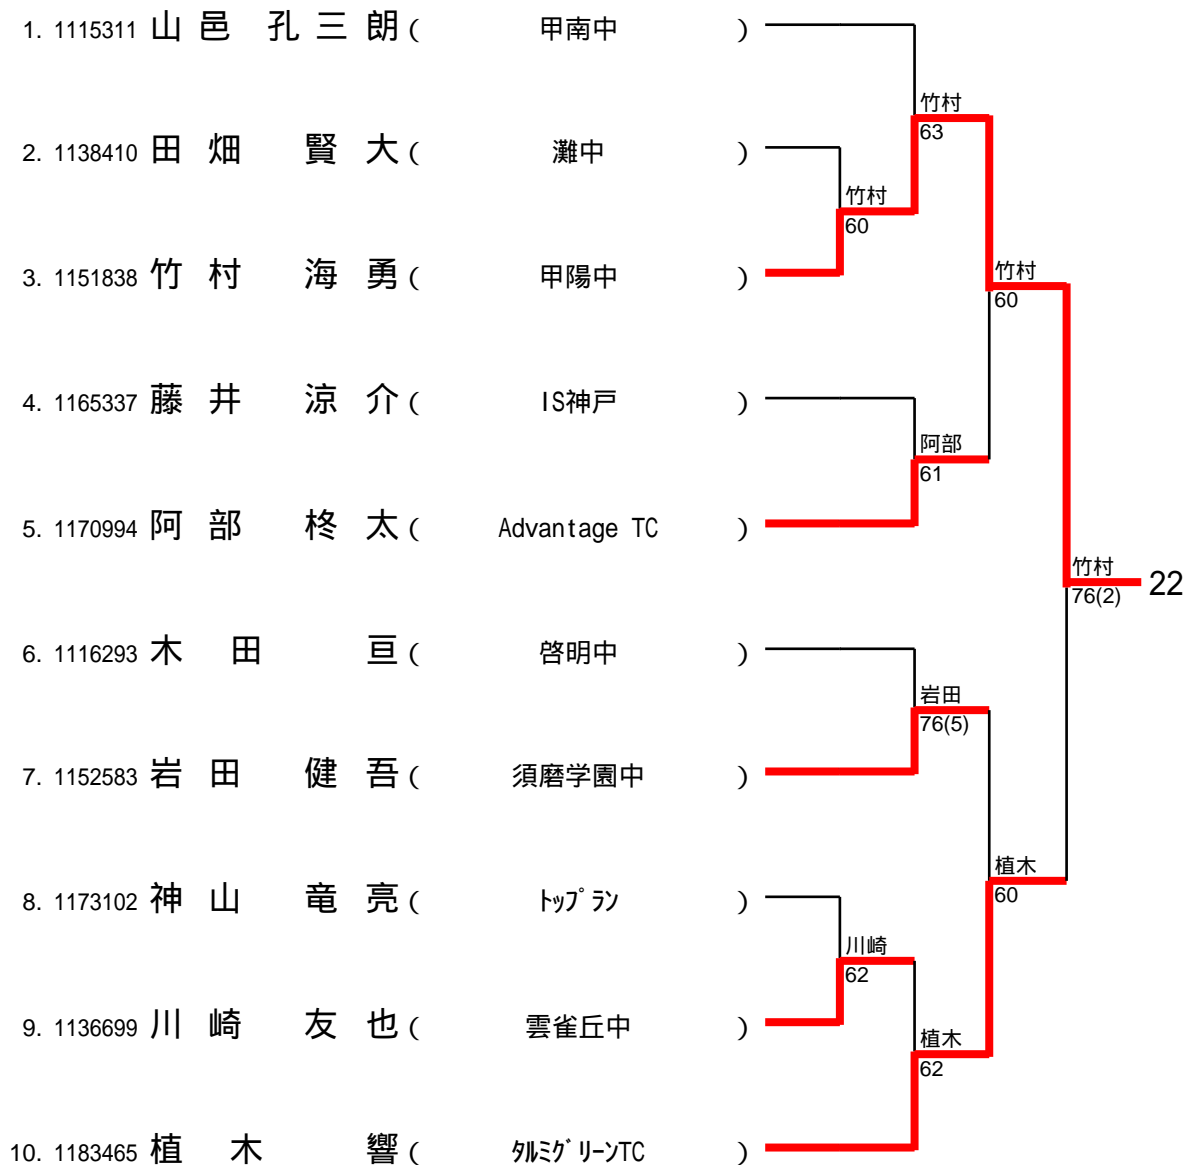 1. 1115311 山邑 孔三朗 ( 甲南中 )
竹村
63
2. 1138410 田畑 賢大 ( 灘中 )
竹村
60
3. 1151838 竹村 海勇 ( 甲陽中 )
竹村
60
4. 1165337 藤井 涼介 ( IS神戸 )
阿部
61
5. 1170994 阿部 柊太 ( Advantage TC )
竹村
76(2) 22
6. 1116293 木田 亘 ( 啓明中 )
岩田
76(5)
7. 1152583 岩田 健吾 ( 須磨学園中 )
植木
60
8. 1173102 神山 竜亮 ( ﾄｯﾌﾟﾗﾝ )
川崎
62
9. 1136699 川崎 友也 ( 雲雀丘中 )
植木
62
10. 1183465 植木 響 ( ﾀﾙﾐｸﾞﾘｰﾝTC )